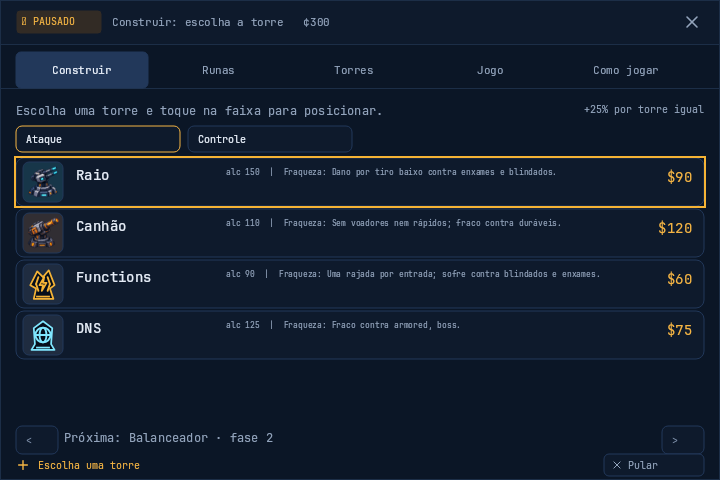 PAUSADO Construir: escolha a torre $300
Construir Runas Torres Jogo Como jogar
Escolha uma torre e toque na faixa para posicionar. +25% por torre igual
Ataque Controle
Raio alc 150 | Fraqueza: Dano por tiro baixo contra enxames e blindados. $90
Canhão alc 110 | Fraqueza: Sem voadores nem rápidos; fraco contra duráveis. $120
Functions alc 90 | Fraqueza: Uma rajada por entrada; sofre contra blindados e enxames. $60
DNS alc 125 | Fraqueza: Fraco contra armored, boss. $75
< Próxima: Balanceador · fase 2 >
+ Escolha uma torre × Pular